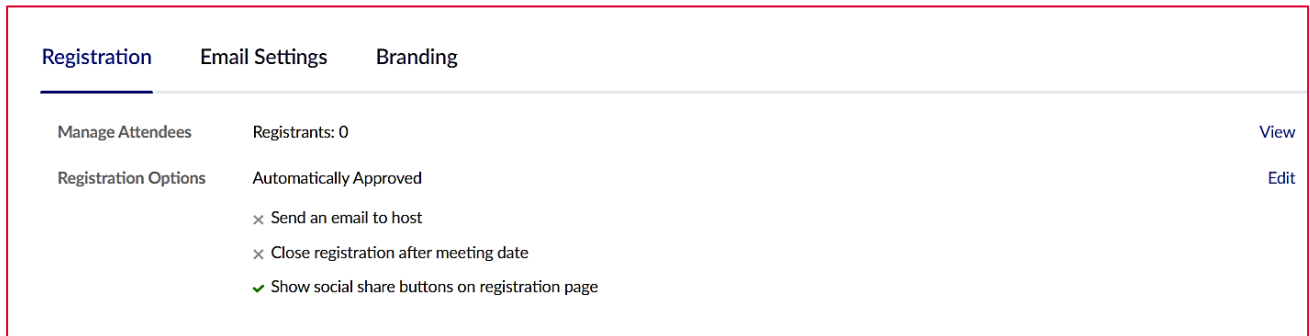 Registration Email Settings Branding
Manage Attendees Registrants: 0 View
Registration Options Automatically Approved Edit
Send an email to host
Close registration after meeting date
Show social share buttons on registration page